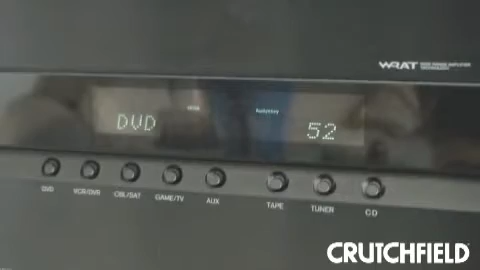 WRAT
DVD 52
DVD VCR/DVR CBL/SAT GAME/TV AUX TAPE TUNER CD
CRUTCHFIELD